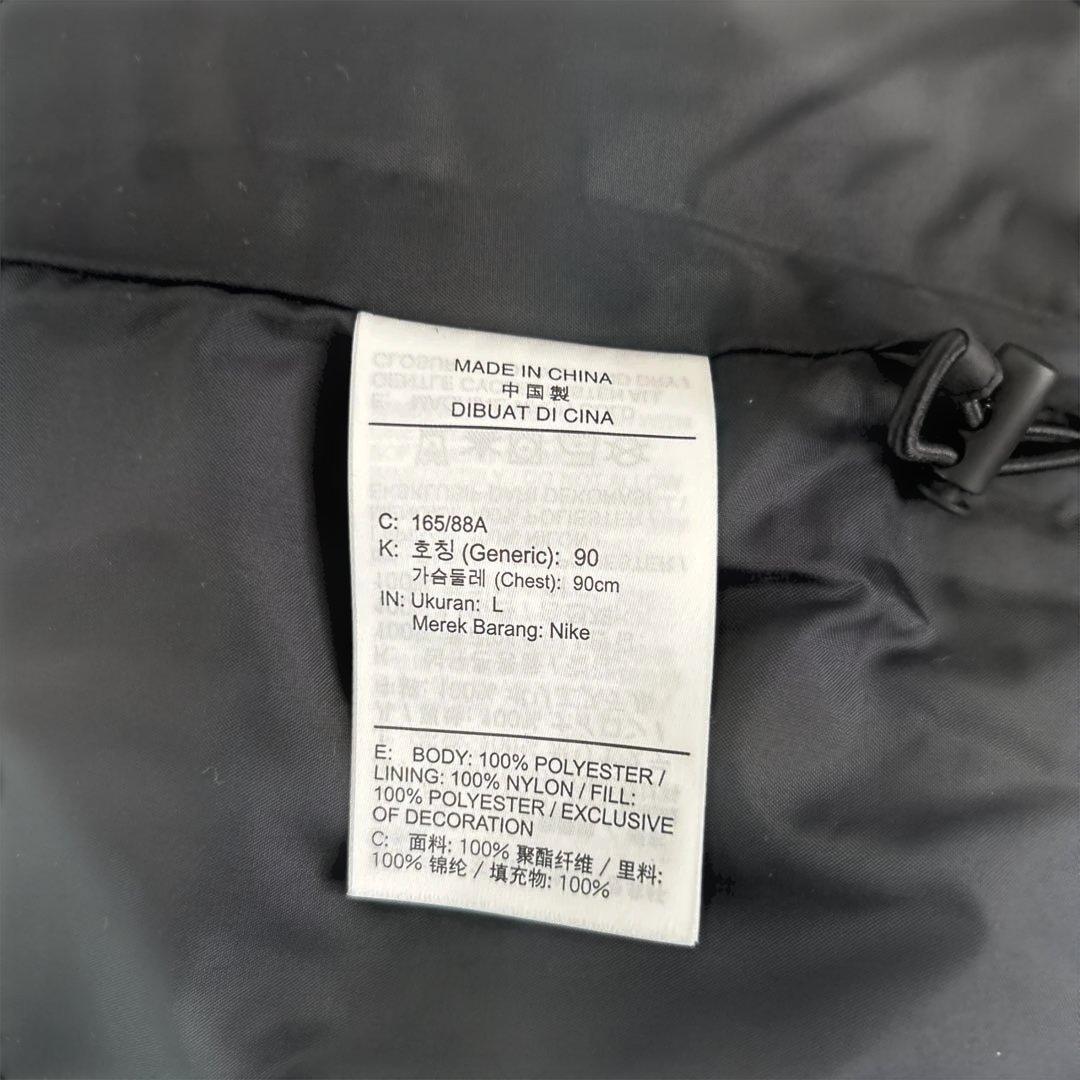 MADE IN CHINA
中国製
DIBUAT DI CINA
C: 165/88A
K: 호칭 (Generic): 90
가슴둘레 (Chest): 90cm
IN: Ukuran: L
Merek Barang: Nike
E: BODY: 100% POLYESTER /
LINING: 100% NYLON / FILL:
100% POLYESTER / EXCLUSIVE
OF DECORATION
C: 面料: 100% 聚酯纤维 / 里料:
100% 锦纶 / 填充物: 100%